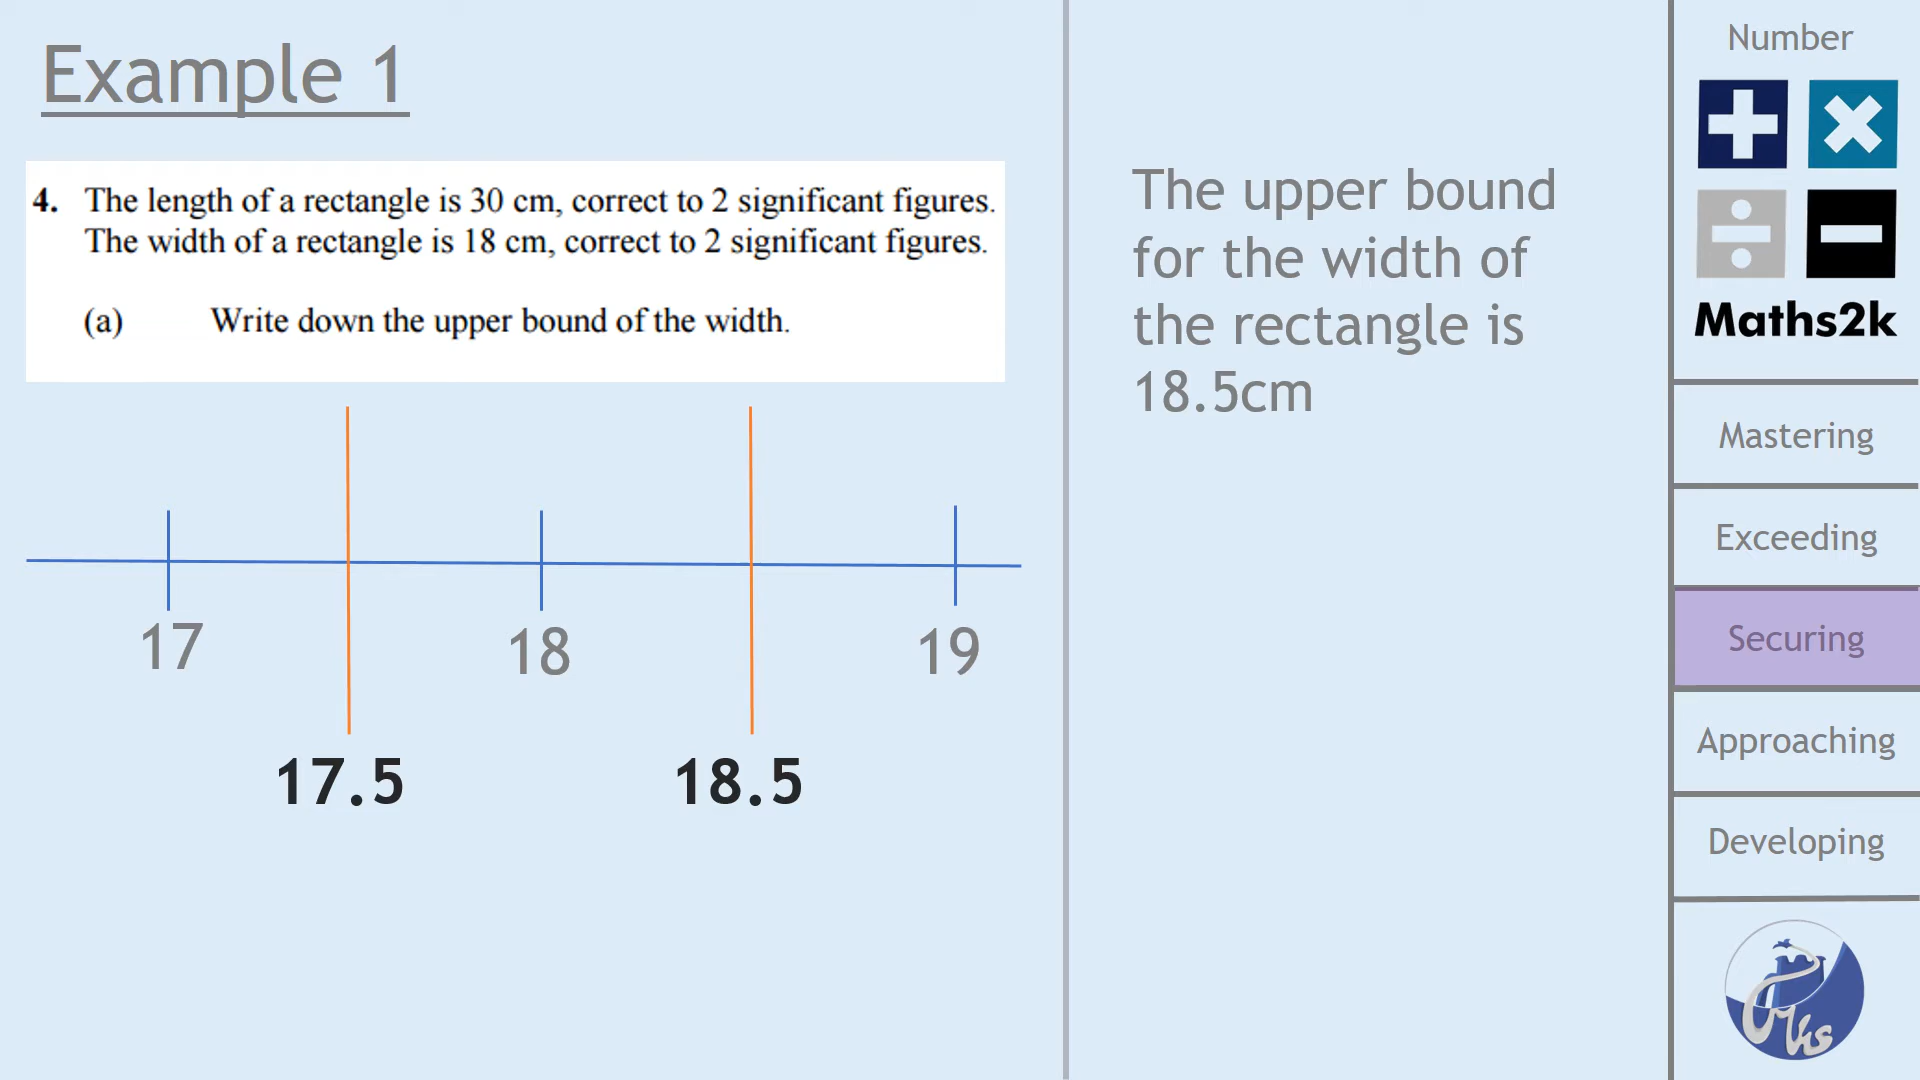 Example 1
4. The length of a rectangle is 30 cm, correct to 2 significant figures.
The width of a rectangle is 18 cm, correct to 2 significant figures.
(a) Write down the upper bound of the width.
17
18
19
17.5
18.5
The upper bound
for the width of
the rectangle is
18.5cm
Number
Maths2k
Mastering
Exceeding
Securing
Approaching
Developing